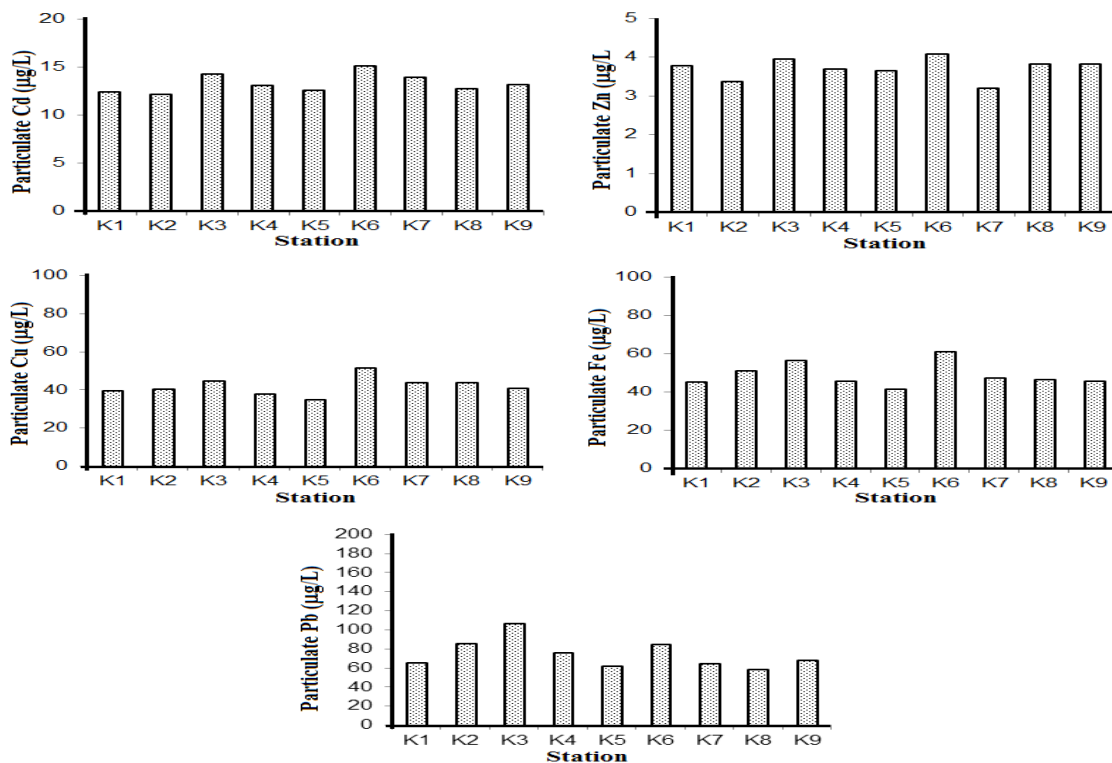 Particulate Cd (µg/L)
20
15
10
5
0
K1 K2 K3 K4 K5 K6 K7 K8 K9
Station
Particulate Zn (µg/L
5
4
3
2
1
0
K1 K2 K3 K4 K5 K6 K7 K8 K9
Station
Particulate Cu (µg/L)
100
80
60
40
20
0
K1 K2 K3 K4 K5 K6 K7 K8 K9
Station
Particulate Fe (µg/L)
100
80
60
40
20
0
K1 K2 K3 K4 K5 K6 K7 K8 K9
Station
Particulate Pb (µg/L)
200
180
160
140
120
100
80
60
40
20
0
K1 K2 K3 K4 K5 K6 K7 K8 K9
Station